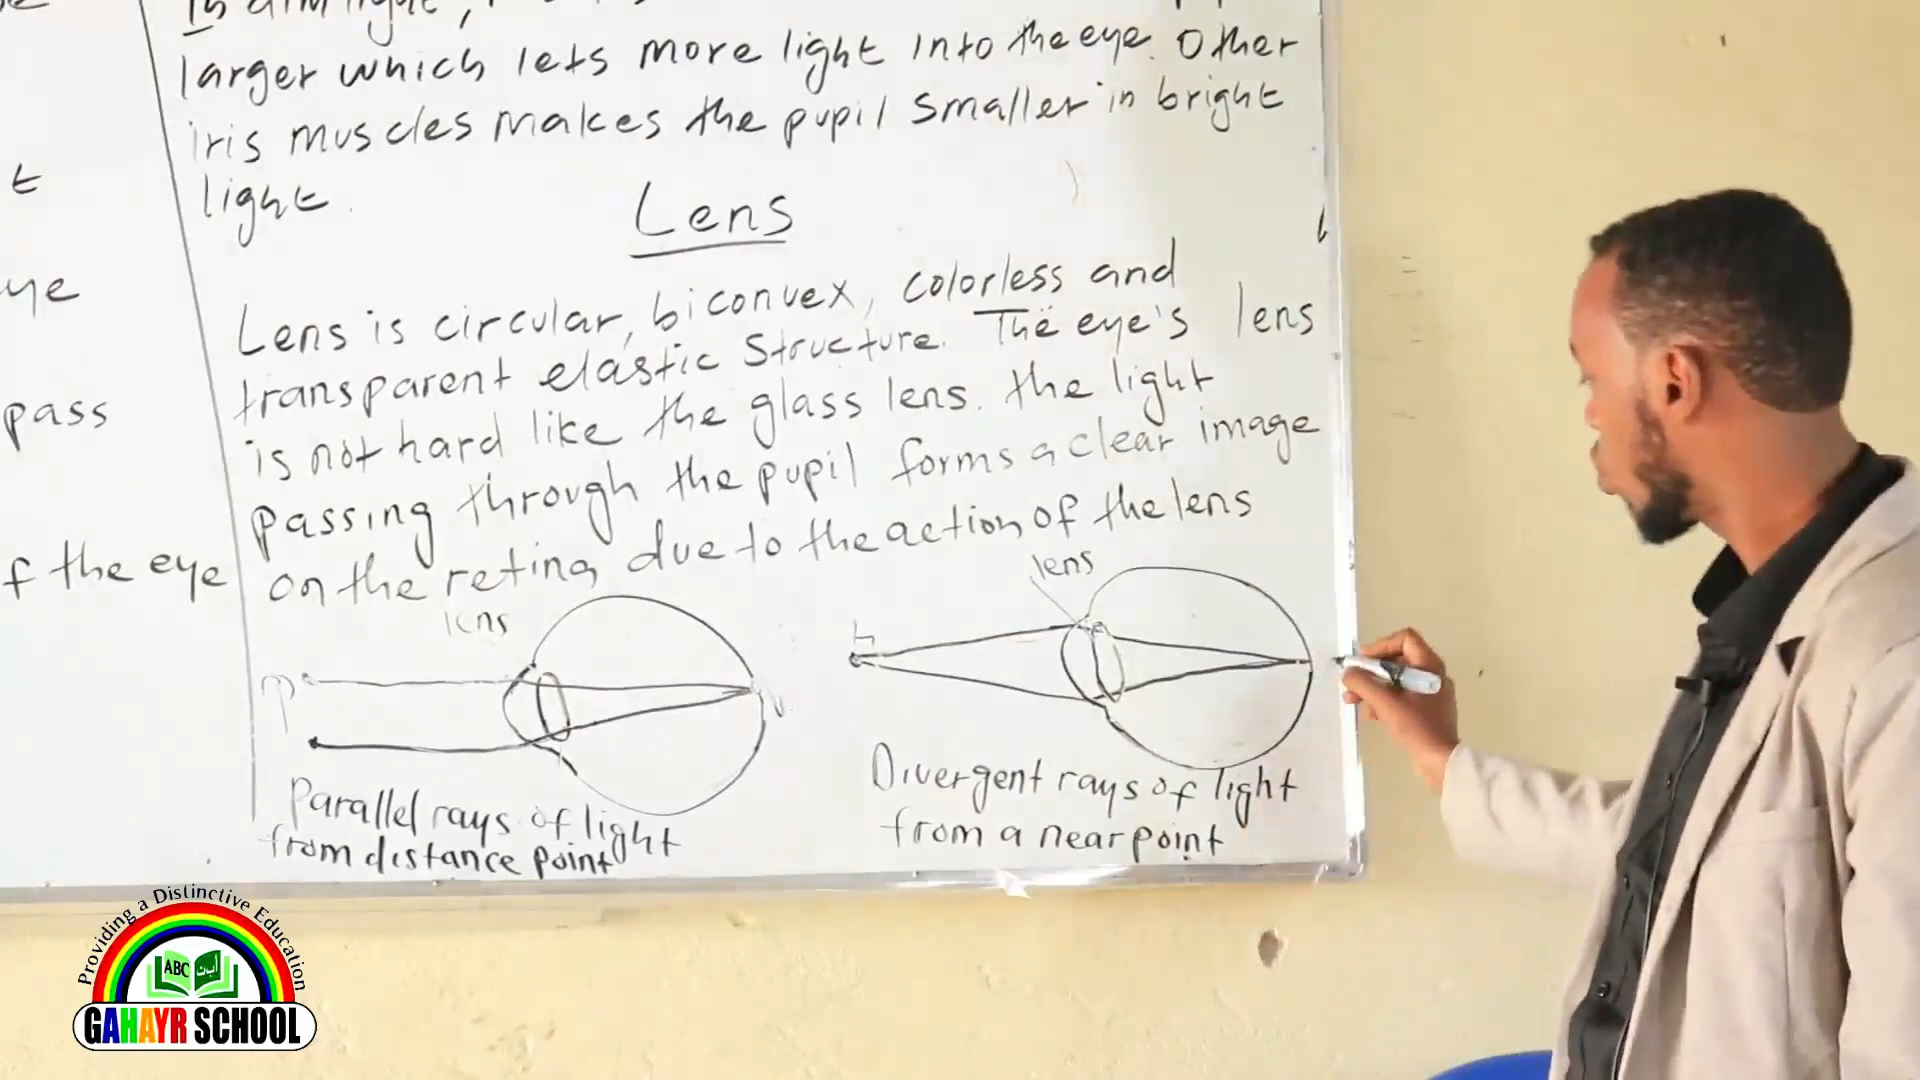 larger which lets more light into the eye. Other
iris muscles makes the pupil smaller in bright
light.
t
ye
pass
f the eye
Lens
Lens is circular, biconvex, colorless and
transparent elastic structure. The eye's lens
is not hard like the glass lens. the light
passing through the pupil forms a clear image
on the retina due to the action of the lens
lens
lens
Parallel rays of light
from distance point
Divergent rays of light
from a near point
Providing a Distinctive Education
ABC
أ ب ت
GAHAYR SCHOOL